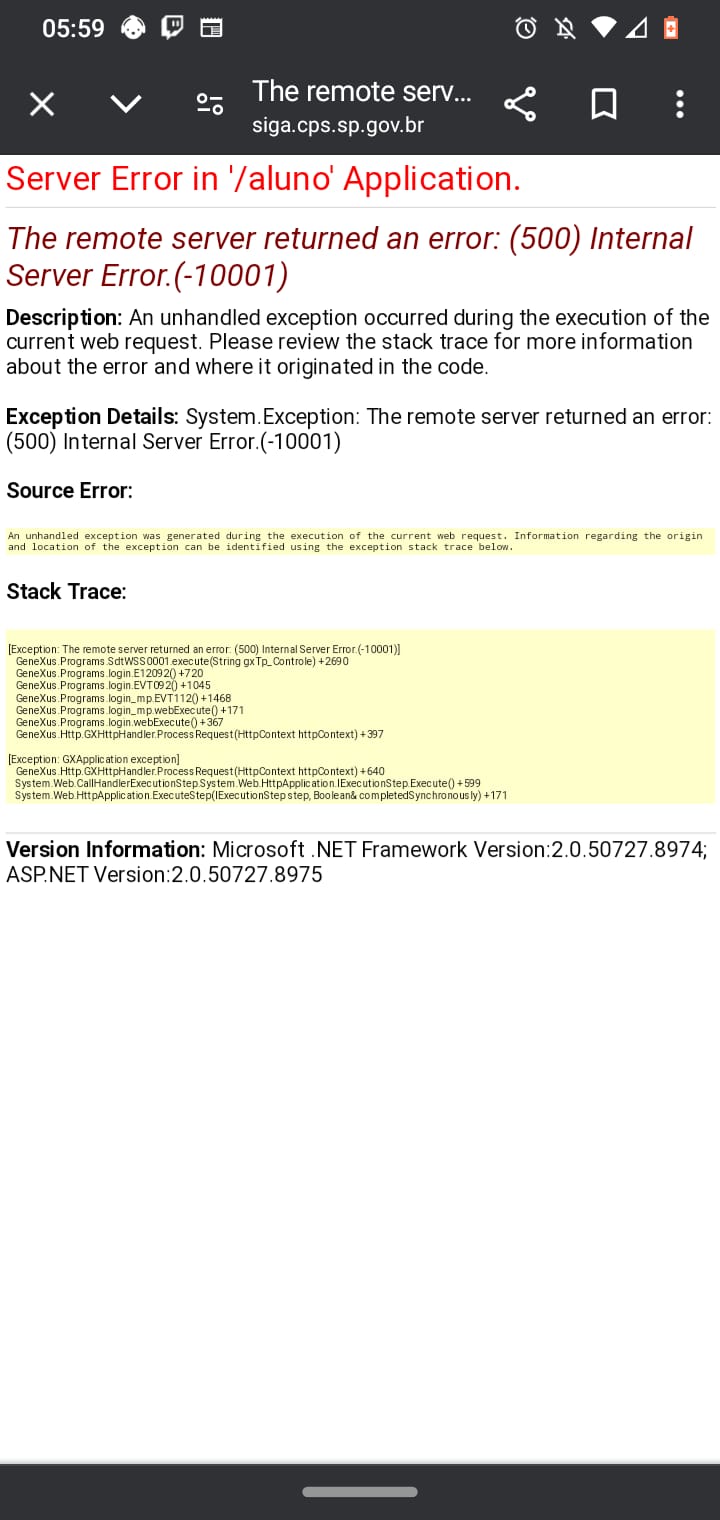 05:59
The remote serv...
siga.cps.sp.gov.br
Server Error in '/aluno' Application.
The remote server returned an error: (500) Internal
Server Error.(-10001)
Description: An unhandled exception occurred during the execution of the
current web request. Please review the stack trace for more information
about the error and where it originated in the code.
Exception Details: System.Exception: The remote server returned an error:
(500) Internal Server Error.(-10001)
Source Error:
An unhandled exception was generated during the execution of the current web request. Information regarding the origin
and location of the exception can be identified using the exception stack trace below.
Stack Trace:
[Exception: The remote server returned an error: (500) Internal Server Error.(-10001)]
GeneXus.Programs.SdtWSS0001.execute(String gxTp_Controle) +2690
GeneXus.Programs.login.E12092() +720
GeneXus.Programs.login.EVT092() +1045
GeneXus.Programs.login_mp.EVT112() +1468
GeneXus.Programs.login_mp.webExecute() +171
GeneXus.Programs.login.webExecute() +367
GeneXus.Http.GXHttpHandler.ProcessRequest(HttpContext httpContext) +397
[Exception: GXApplication exception]
GeneXus.Http.GXHttpHandler.ProcessRequest(HttpContext httpContext) +640
System.Web.CallHandlerExecutionStep.System.Web.HttpApplication.IExecutionStep.Execute() +599
System.Web.HttpApplication.ExecuteStep(IExecutionStep step, Boolean& completedSynchronously) +171
Version Information: Microsoft .NET Framework Version:2.0.50727.8974;
ASP.NET Version:2.0.50727.8975